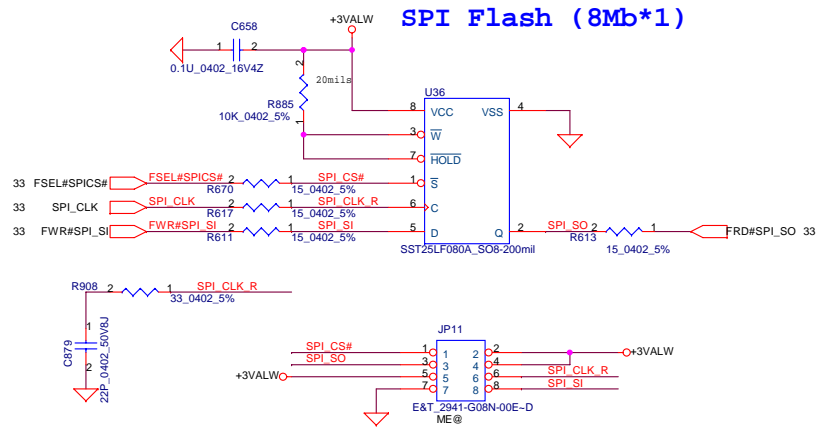 SPI Flash (8Mb*1)
C658
+3VALW
1 2
0.1U_0402_16V4Z
2
20mils
R885
10K_0402_5%
1
U36
8 VCC VSS 4
3 W
7 HOLD
33 FSEL#SPICS# FSEL#SPICS# 2 1 SPI_CS# 1 S
R670 15_0402_5%
33 SPI_CLK SPI_CLK 2 1 SPI_CLK_R 6 C
R617 15_0402_5%
33 FWR#SPI_SI FWR#SPI_SI 2 1 SPI_SI 5 D Q 2 SPI_SO 2 1 FRD#SPI_SO 33
R611 15_0402_5% R613
SST25LF080A_SO8-200mil 15_0402_5%
R908 2 1 SPI_CLK_R
33_0402_5%
1
C879
22P_0402_50V8J
2
JP11
SPI_CS# 1 1 2 2 +3VALW
SPI_SO 3 3 4 4
+3VALW 5 5 6 6 SPI_CLK_R
7 7 8 8 SPI_SI
E&T_2941-G08N-00E~D
ME@